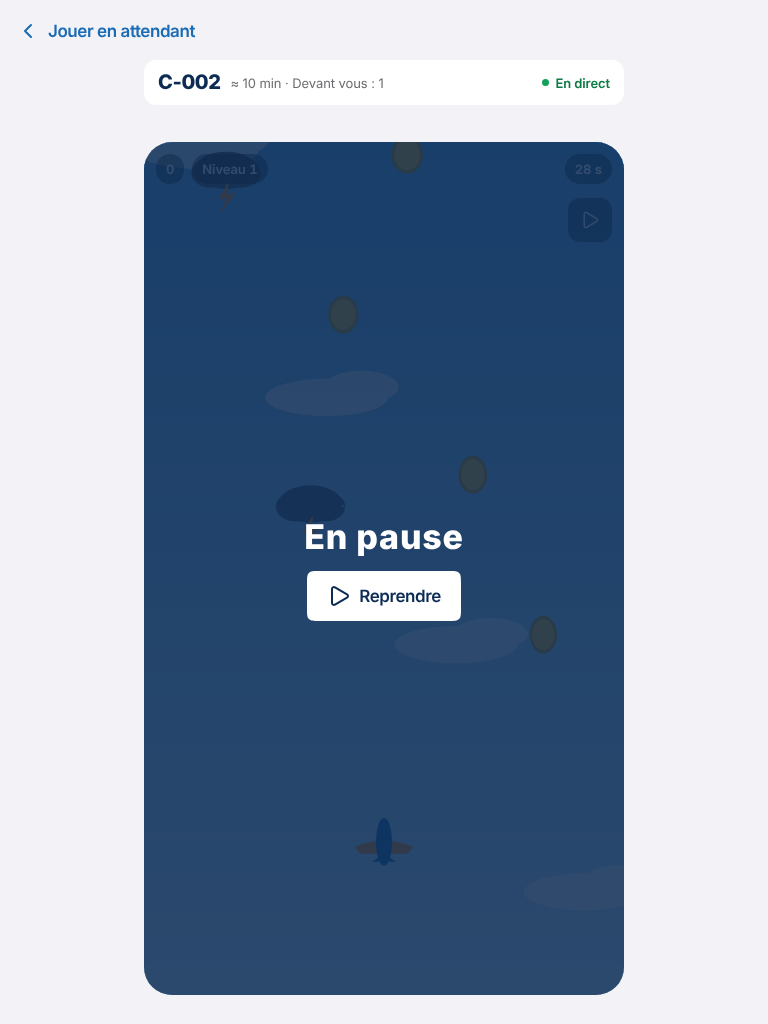 Jouer en attendant
C-002 ≈ 10 min · Devant vous : 1 En direct
0 Niveau 1 28 s
En pause
Reprendre